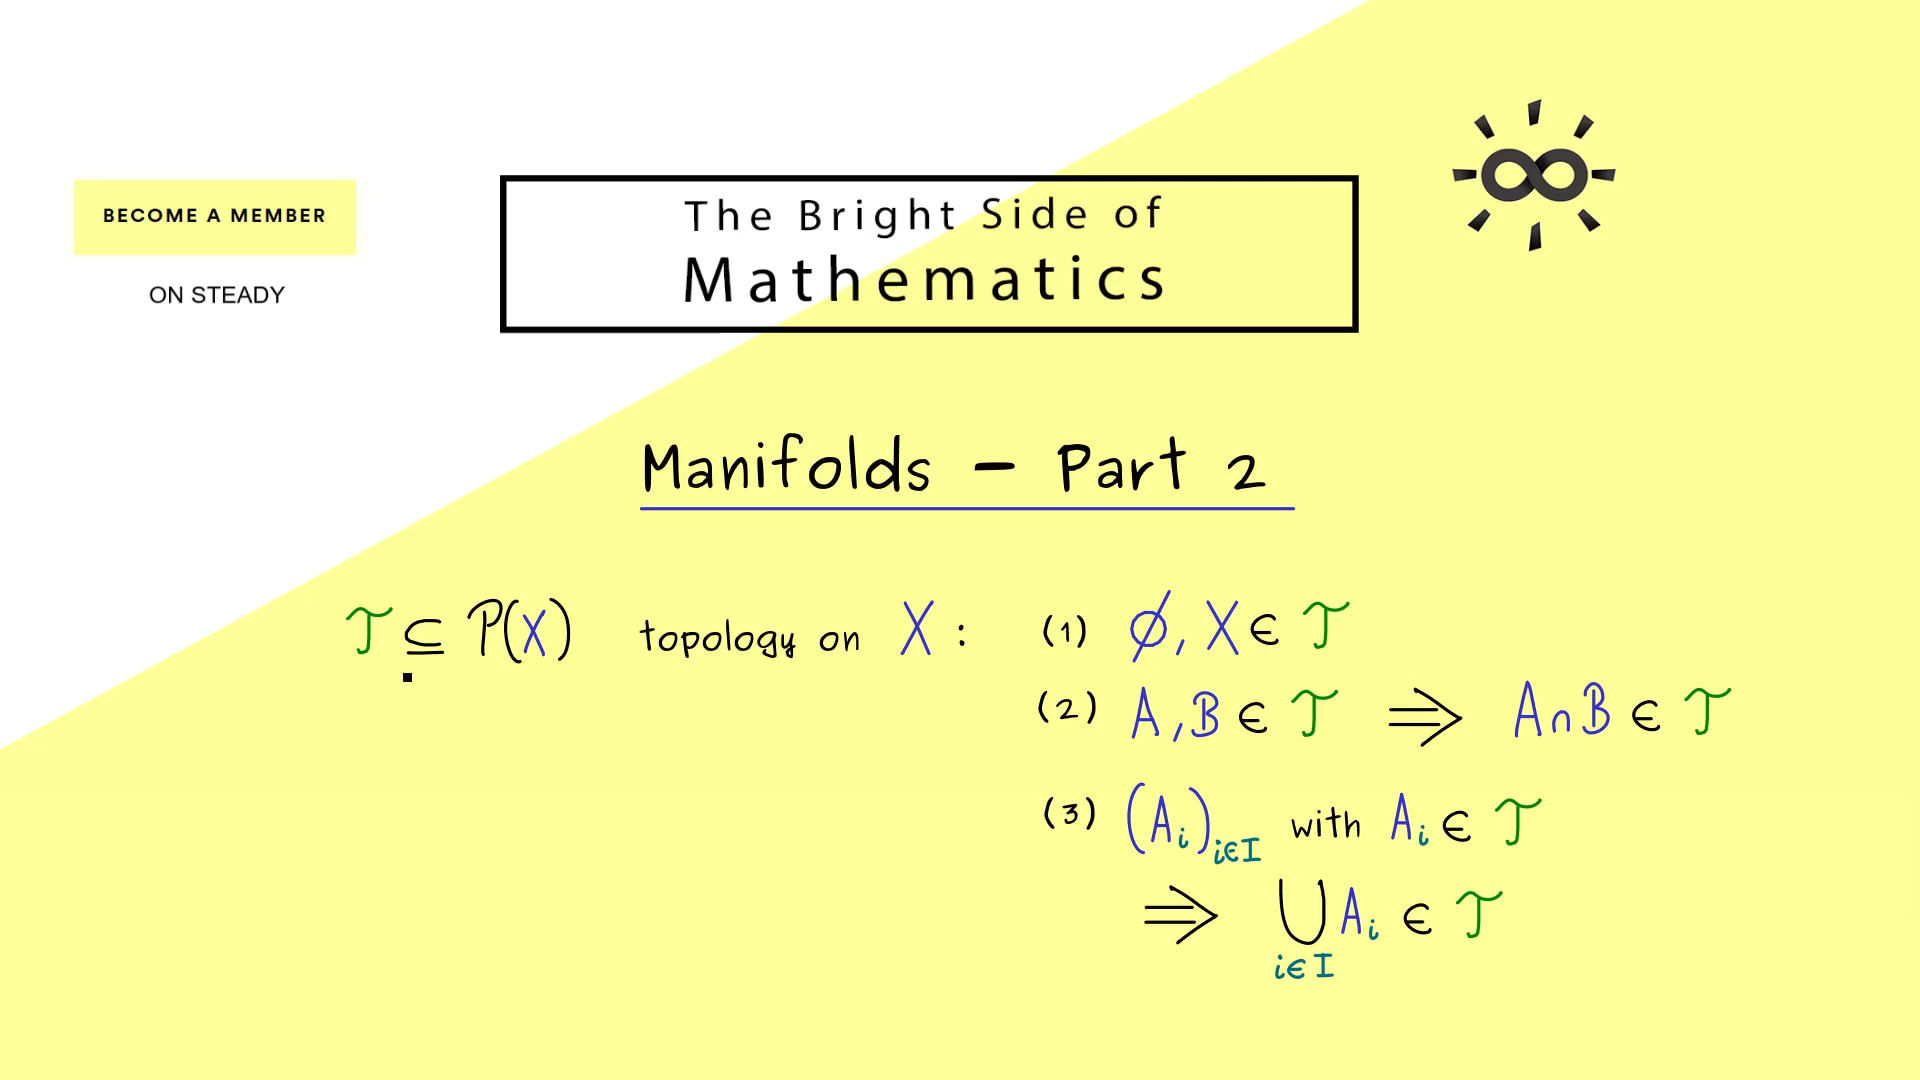 BECOME A MEMBER
ON STEADY
The Bright Side of
Mathematics
Manifolds – Part 2
𝒯 ⊆ P(X) topology on X : (1) ∅, X ∈ 𝒯
(2) A, B ∈ 𝒯 ⟹ A∩B ∈ 𝒯
(3) (Aᵢ)ᵢ∈I with Aᵢ ∈ 𝒯
⟹ ⋃ Aᵢ ∈ 𝒯
i∈I